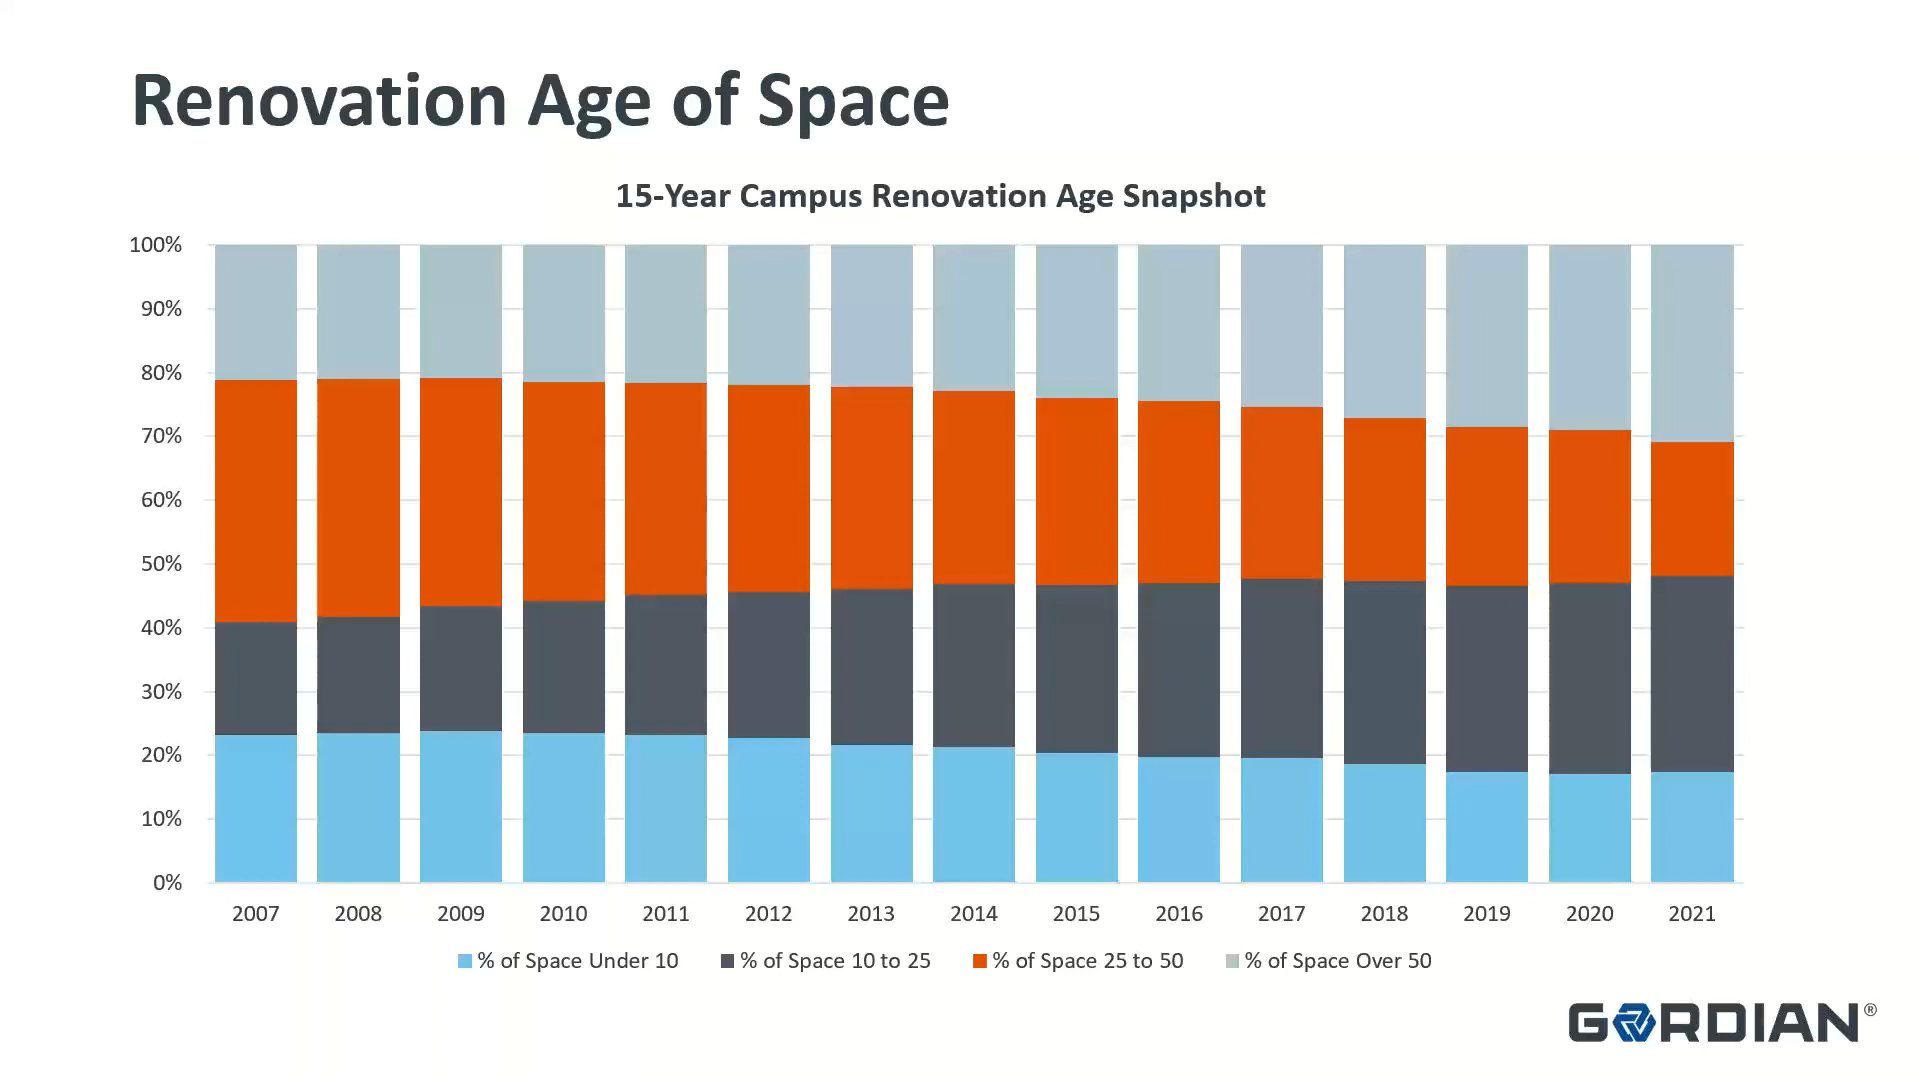 Renovation Age of Space
15-Year Campus Renovation Age Snapshot
100%
90%
80%
70%
60%
50%
40%
30%
20%
10%
0%
2007 2008 2009 2010 2011 2012 2013 2014 2015 2016 2017 2018 2019 2020 2021
% of Space Under 10 % of Space 10 to 25 % of Space 25 to 50 % of Space Over 50
GORDIAN®